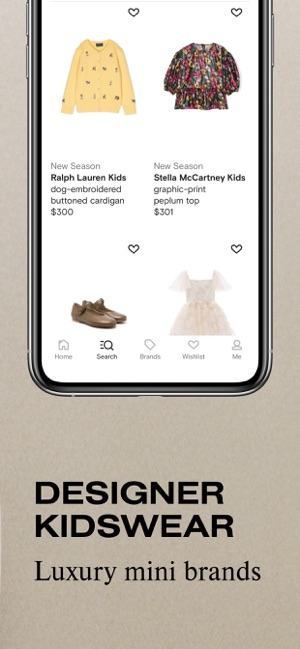 New Season
Ralph Lauren Kids
dog-embroidered
buttoned cardigan
$300
New Season
Stella McCartney Kids
graphic-print
peplum top
$301
Home
Search
Brands
Wishlist
Me
DESIGNER
KIDSWEAR
Luxury mini brands